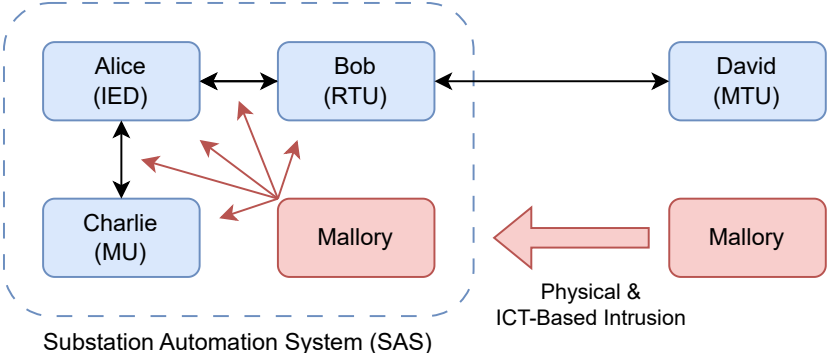 Alice
(IED)
Bob
(RTU)
David
(MTU)
Charlie
(MU)
Mallory
Mallory
Physical &
ICT-Based Intrusion
Substation Automation System (SAS)